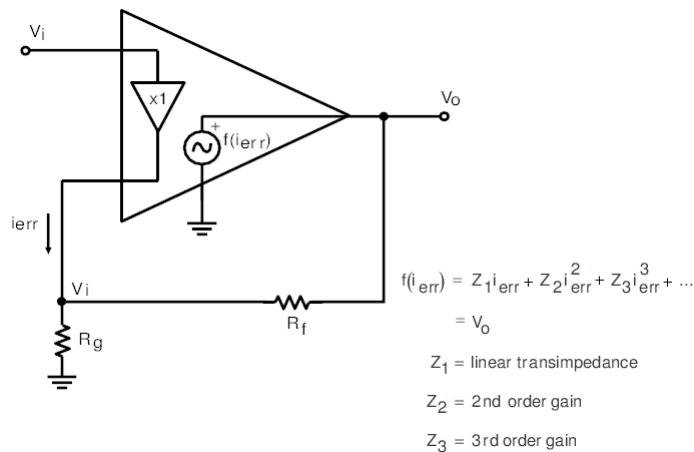 Vi
x1
+
f(ierr)
Vo
ierr
Vi
Rg
Rf
f(ierr) = Z1ierr + Z2i²err + Z3i³err + ...
= Vo
Z1 = linear transimpedance
Z2 = 2nd order gain
Z3 = 3rd order gain